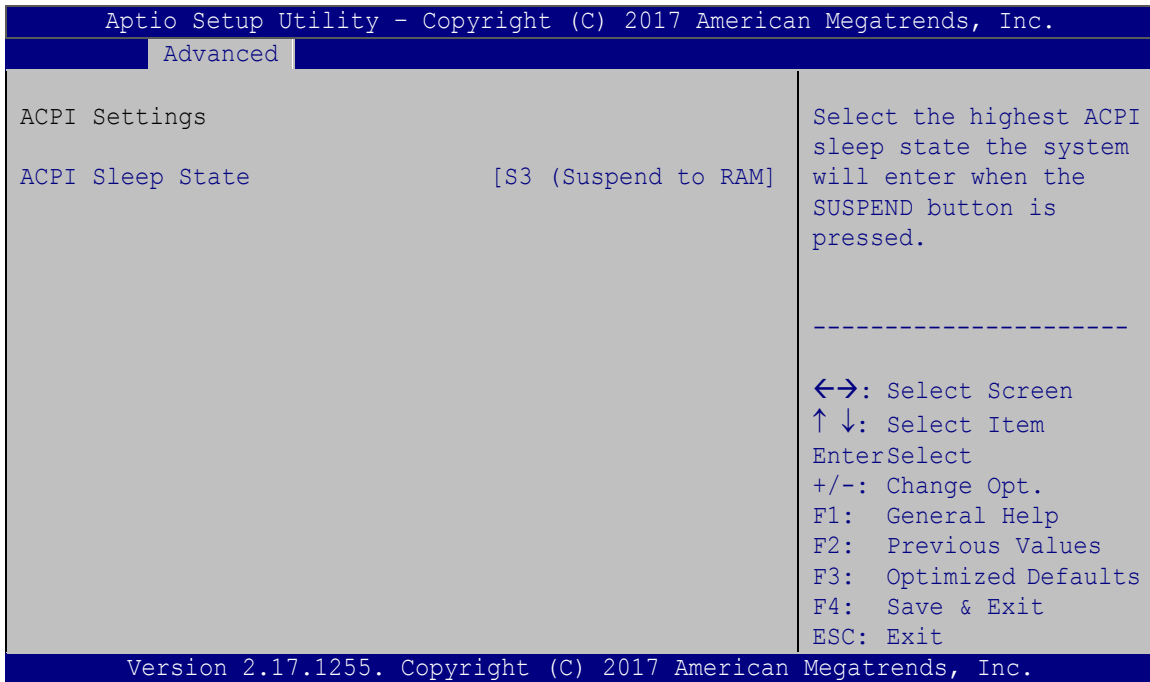 Aptio Setup Utility – Copyright (C) 2017 American Megatrends, Inc.
Advanced
ACPI Settings
ACPI Sleep State [S3 (Suspend to RAM]
Select the highest ACPI
sleep state the system
will enter when the
SUSPEND button is
pressed.
----------------------
←→: Select Screen
↑ ↓: Select Item
EnterSelect
+/-: Change Opt.
F1: General Help
F2: Previous Values
F3: Optimized Defaults
F4: Save & Exit
ESC: Exit
Version 2.17.1255. Copyright (C) 2017 American Megatrends, Inc.